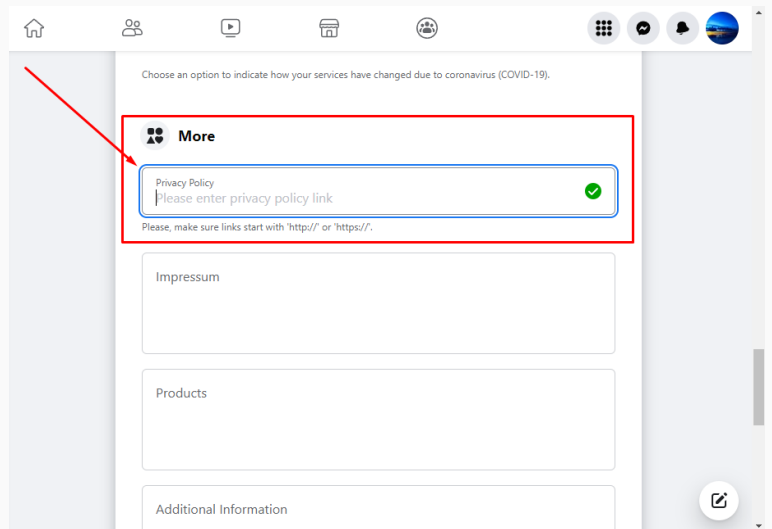 Choose an option to indicate how your services have changed due to coronavirus (COVID-19).
More
Privacy Policy
Please enter privacy policy link
Please, make sure links start with 'http://' or 'https://'.
Impressum
Products
Additional Information